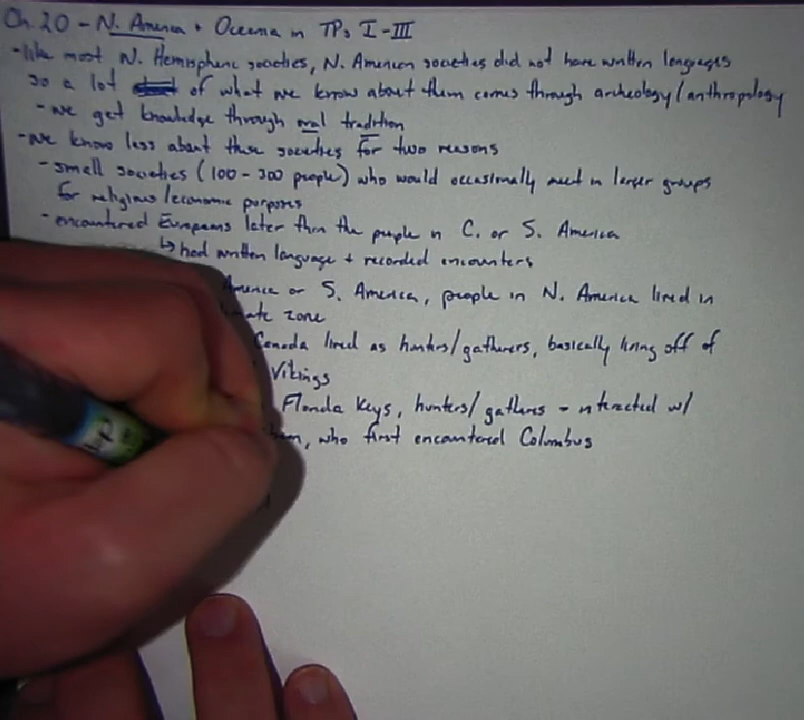 Ch. 20 - N. America + Oceania in TPs I-III
-like most N. Hemisphere societies, N. American societies did not have written languages
so a lot of what we know about them comes through archeology/anthropology
-we get knowledge through oral tradition
-we know less about these societies for two reasons
-small societies (100-300 people) who would occasionally meet in larger groups
for religious/economic purposes
-encountered Europeans later than the people in C. or S. America
↳ had written language + recorded encounters
America or S. America, people in N. America lived in
zone
Canada lived as hunters/gatherers, basically living off of
Vikings
Florida Keys, hunters/gathers - interacted w/
who first encountered Columbus